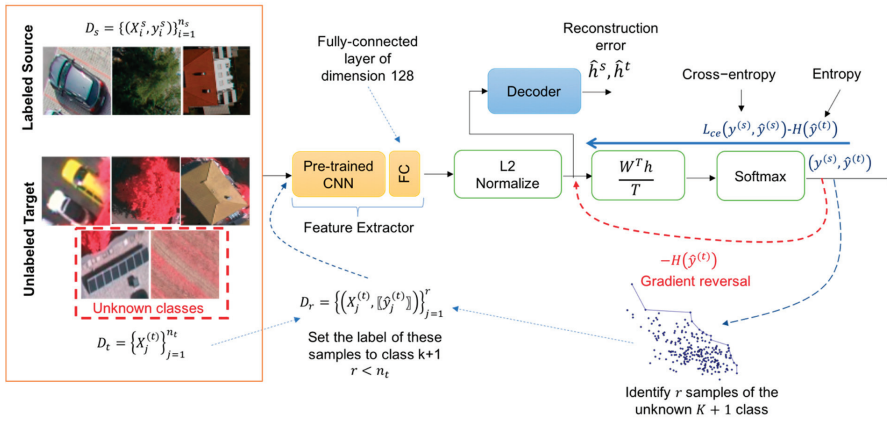 Labeled Source
D_s = {(X_i^s, y_i^s)}_{i=1}^{n_s}
Unlabeled Target
Unknown classes
D_t = {X_j^{(t)}}_{j=1}^{n_t}
Fully-connected
layer of
dimension 128
Pre-trained
CNN
FC
Feature Extractor
Decoder
Reconstruction
error
ĥ^s, ĥ^t
L2
Normalize
W^T h
T
Softmax
Cross−entropy
Entropy
L_{ce}(y^{(s)}, ŷ^{(s)})-H(ŷ^{(t)})
(y^{(s)}, ŷ^{(t)})
−H(ŷ^{(t)})
Gradient reversal
D_r = {(X_j^{(t)}, ⟦ŷ_j^{(t)}⟧)}_{j=1}^{r}
Set the label of these
samples to class k+1
r < n_t
Identify r samples of the
unknown K + 1 class